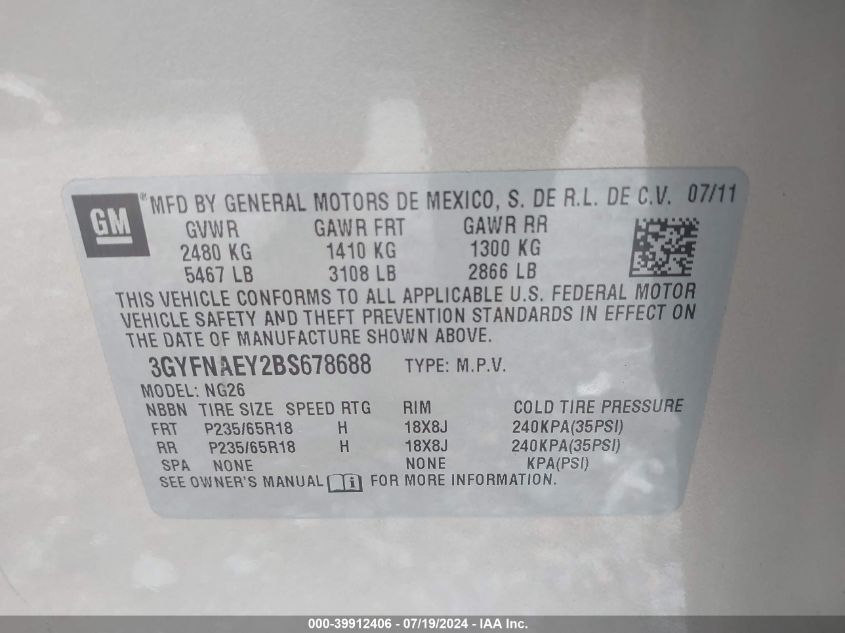 GM ® MFD BY GENERAL MOTORS DE MEXICO, S. DE R.L. DE C.V. 07/11
GVWR GAWR FRT GAWR RR
2480 KG 1410 KG 1300 KG
5467 LB 3108 LB 2866 LB
THIS VEHICLE CONFORMS TO ALL APPLICABLE U.S. FEDERAL MOTOR
VEHICLE SAFETY AND THEFT PREVENTION STANDARDS IN EFFECT ON
THE DATE OF MANUFACTURE SHOWN ABOVE.
3GYFNAEY2BS678688 TYPE: M.P.V.
MODEL: NG26
NBBN TIRE SIZE SPEED RTG RIM COLD TIRE PRESSURE
FRT P235/65R18 H 18X8J 240KPA(35PSI)
RR P235/65R18 H 18X8J 240KPA(35PSI)
SPA NONE NONE KPA(PSI)
SEE OWNER'S MANUAL FOR MORE INFORMATION.
000-39912406 - 07/19/2024 - IAA Inc.